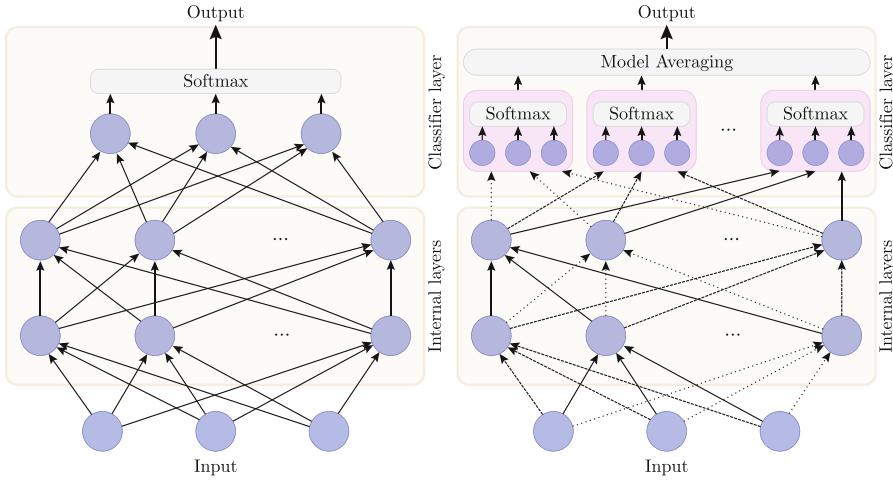 Output
Softmax
Classifier layer
...
Internal layers
...
Input
Output
Model Averaging
Softmax
Softmax
...
Softmax
Classifier layer
...
Internal layers
...
Input